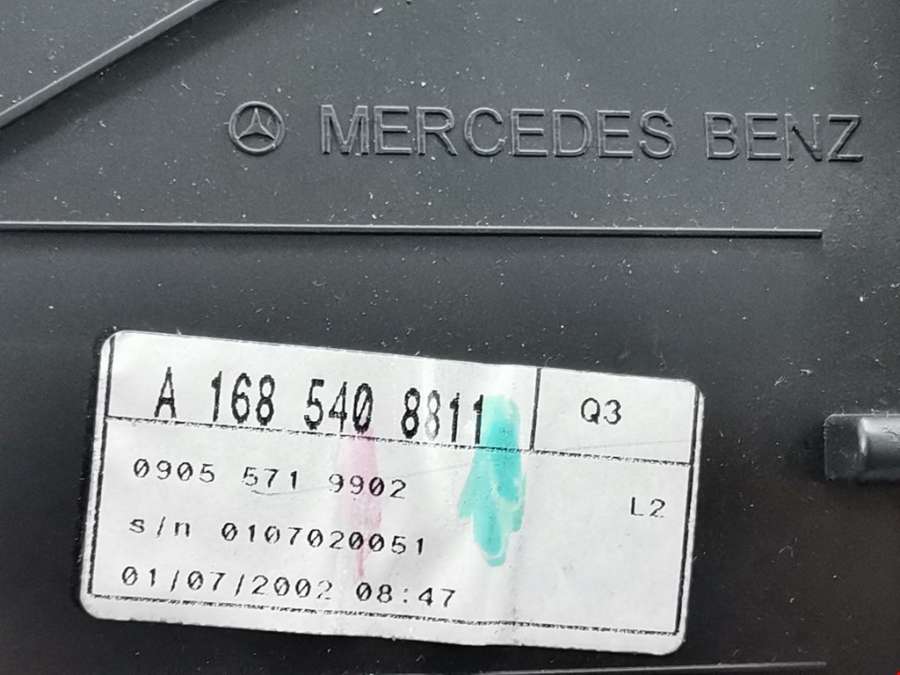 MERCEDES BENZ
A 168 540 8811
Q3
0905 571 9902
L2
s/n 0107020051
01/07/2002 08:47